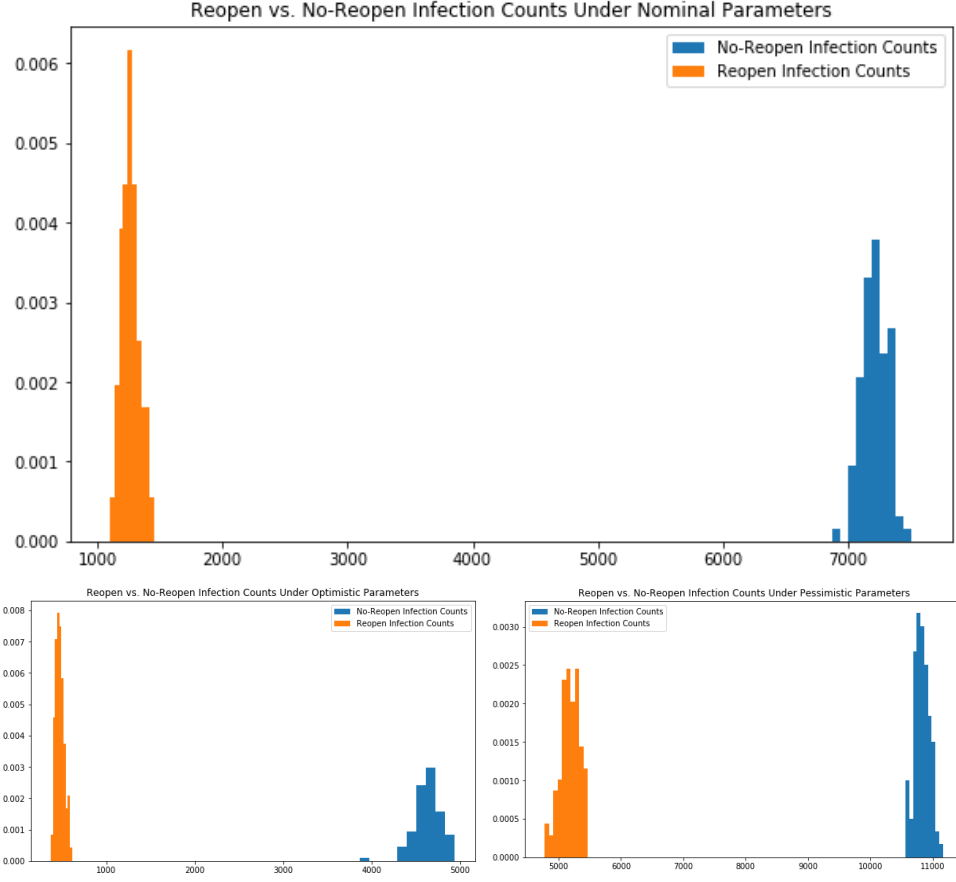 Reopen vs. No-Reopen Infection Counts Under Nominal Parameters
No-Reopen Infection Counts
Reopen Infection Counts
0.006
0.005
0.004
0.003
0.002
0.001
0.000
1000 2000 3000 4000 5000 6000 7000
Reopen vs. No-Reopen Infection Counts Under Optimistic Parameters
No-Reopen Infection Counts
Reopen Infection Counts
0.008
0.007
0.006
0.005
0.004
0.003
0.002
0.001
0.000
1000 2000 3000 4000 5000
Reopen vs. No-Reopen Infection Counts Under Pessimistic Parameters
No-Reopen Infection Counts
Reopen Infection Counts
0.0030
0.0025
0.0020
0.0015
0.0010
0.0005
0.0000
5000 6000 7000 8000 9000 10000 11000